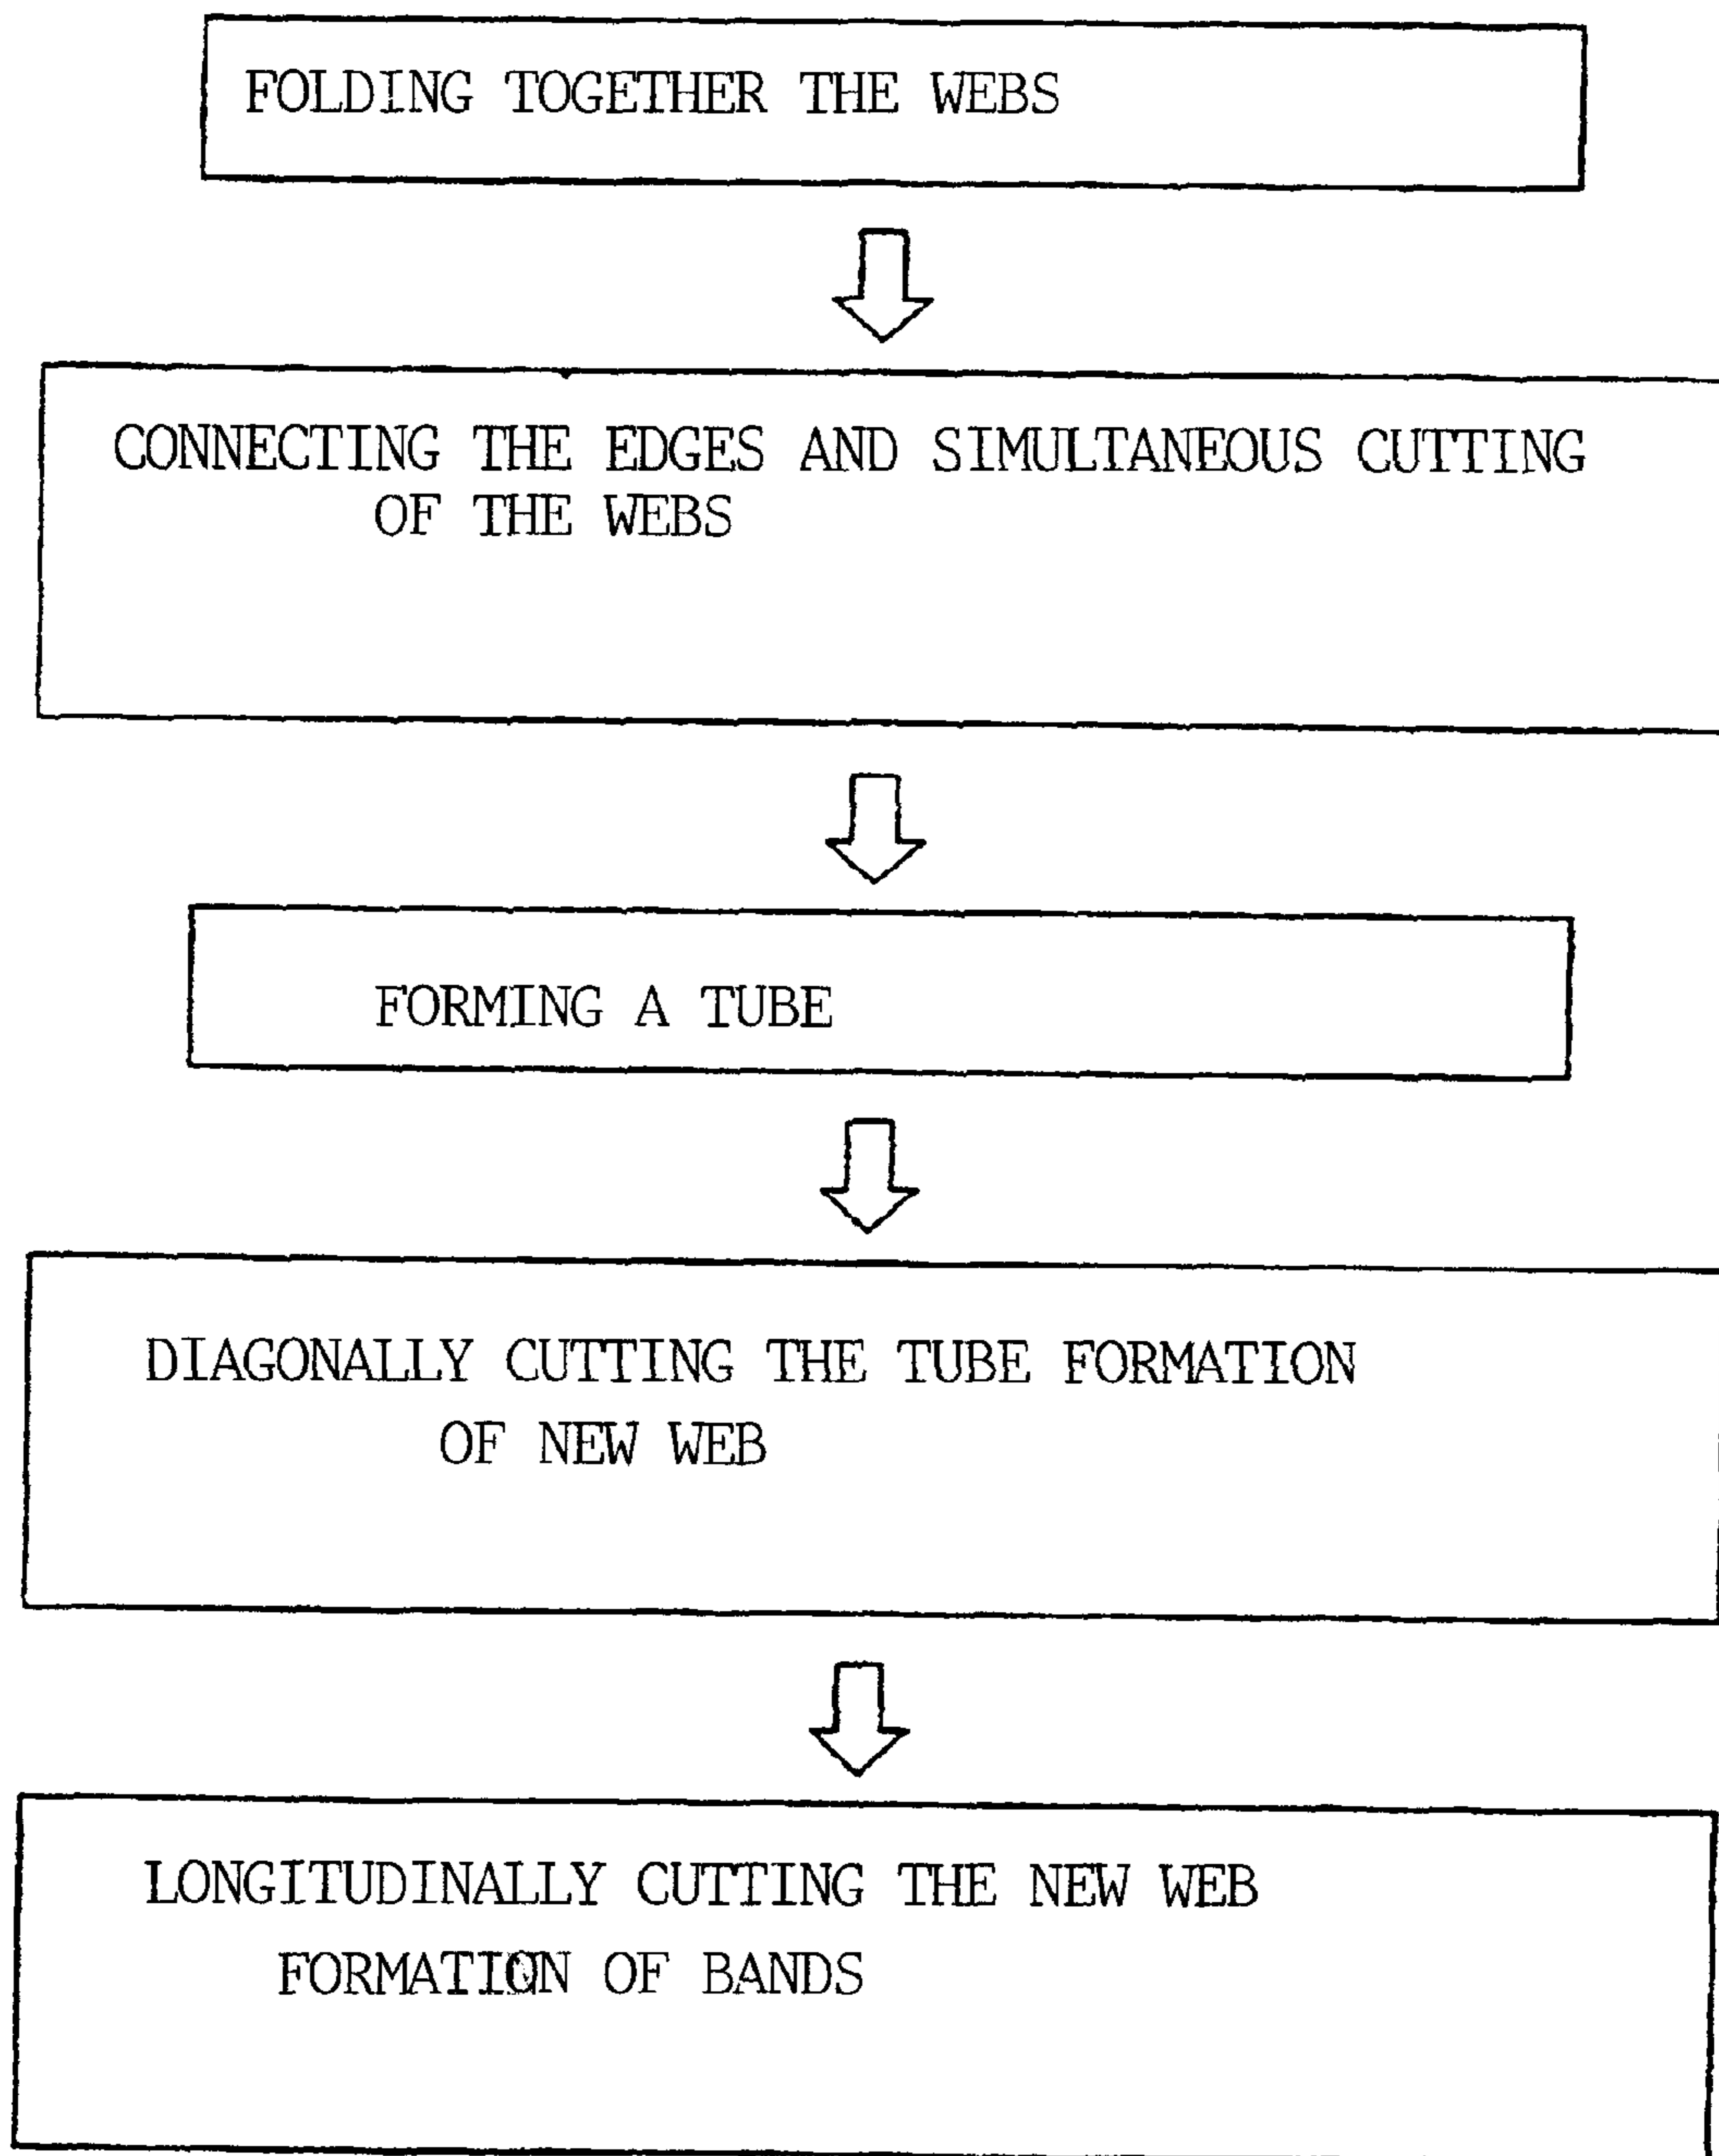 FOLDING TOGETHER THE WEBS
CONNECTING THE EDGES AND SIMULTANEOUS CUTTING
OF THE WEBS
FORMING A TUBE
DIAGONALLY CUTTING THE TUBE FORMATION
OF NEW WEB
LONGITUDINALLY CUTTING THE NEW WEB
FORMATION OF BANDS